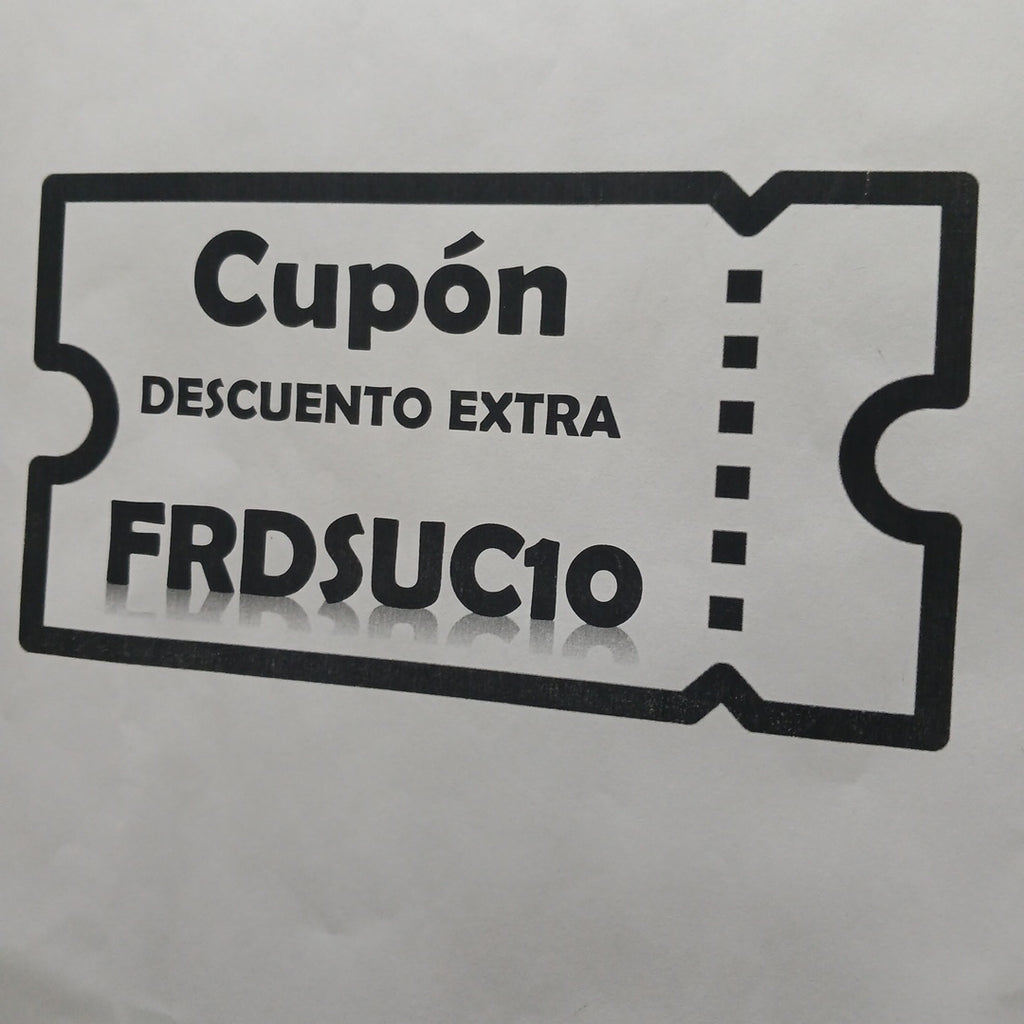 Cupón
DESCUENTO EXTRA
FRDSUC10